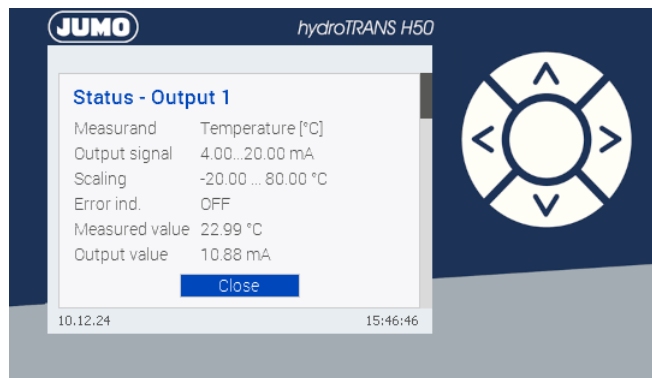 JUMO
hydroTRANS H50
Status - Output 1
Measurand Temperature [°C]
Output signal 4.00...20.00 mA
Scaling -20.00 ... 80.00 °C
Error ind. OFF
Measured value 22.99 °C
Output value 10.88 mA
Close
10.12.24 15:46:46